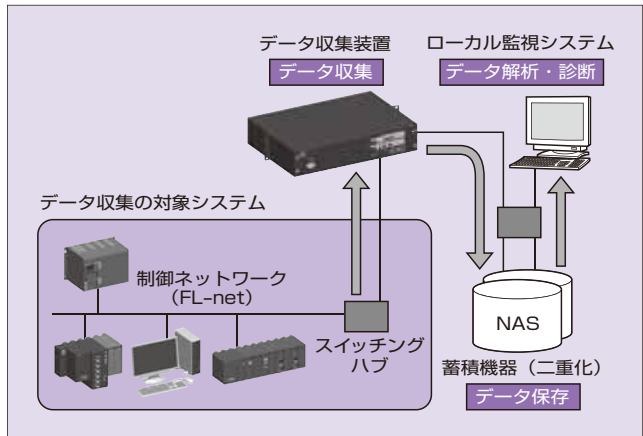 データ収集装置
データ収集
ローカル監視システム
データ解析・診断
データ収集の対象システム
制御ネットワーク
（FL-net）
スイッチング
ハブ
NAS
蓄積機器（二重化）
データ保存